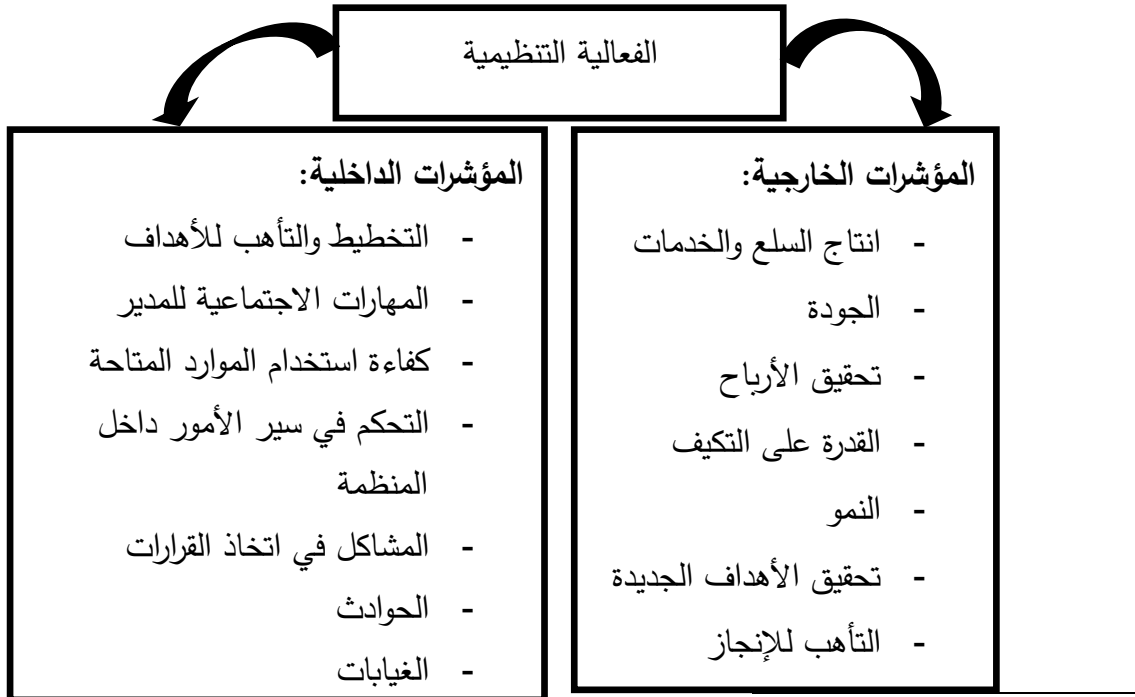 الفعالية التنظيمية
المؤشرات الخارجية:
- انتاج السلع والخدمات
- الجودة
- تحقيق الأرباح
- القدرة على التكيف
- النمو
- تحقيق الأهداف الجديدة
- التأهب للإنجاز
المؤشرات الداخلية:
- التخطيط والتأهب للأهداف
- المهارات الاجتماعية للمدير
- كفاءة استخدام الموارد المتاحة
- التحكم في سير الأمور داخل
المنظمة
- المشاكل في اتخاذ القرارات
- الحوادث
- الغيابات